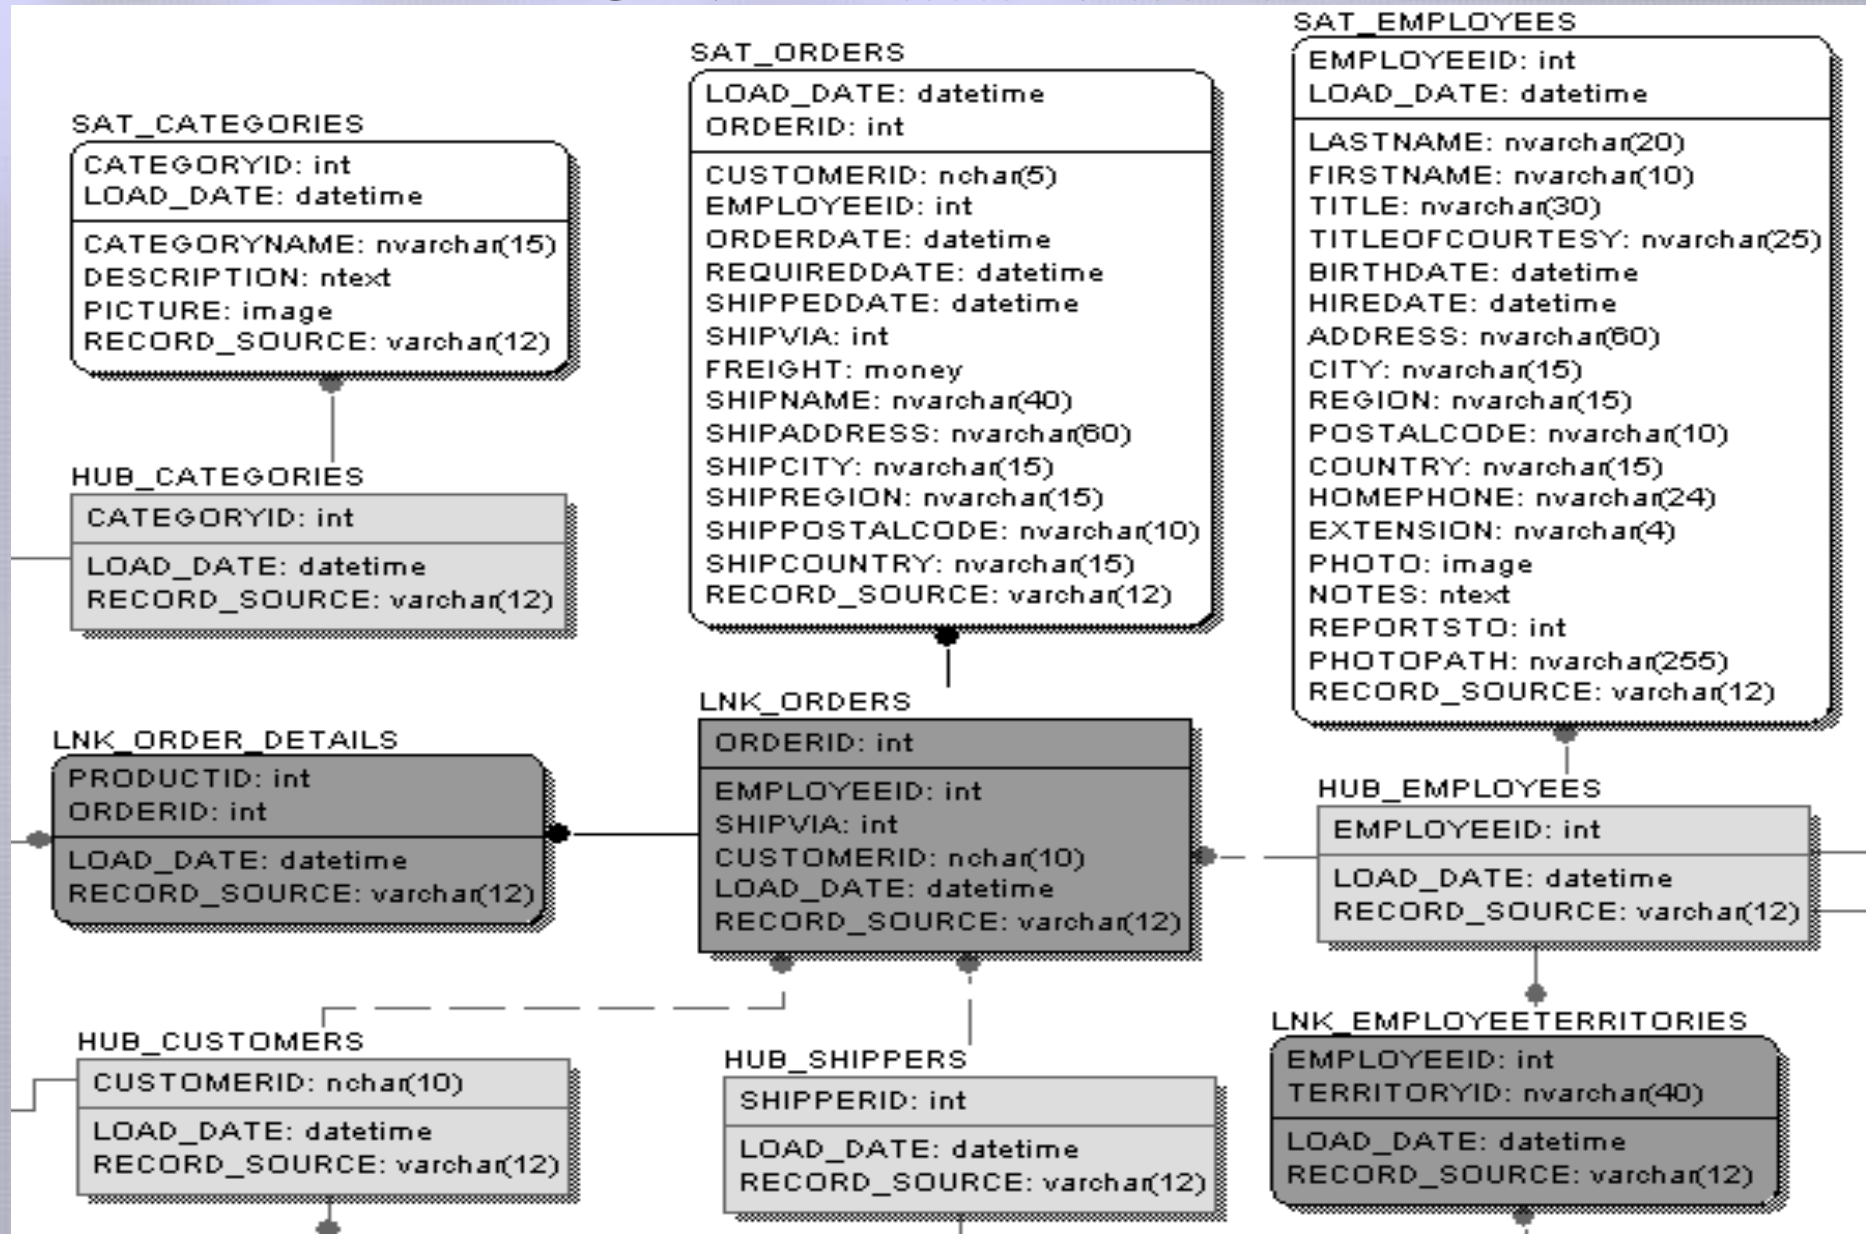 SAT_CATEGORIES
CATEGORYID: int
LOAD_DATE: datetime
CATEGORYNAME: nvarchar(15)
DESCRIPTION: ntext
PICTURE: image
RECORD_SOURCE: varchar(12)
HUB_CATEGORIES
CATEGORYID: int
LOAD_DATE: datetime
RECORD_SOURCE: varchar(12)
LNK_ORDER_DETAILS
PRODUCTID: int
ORDERID: int
LOAD_DATE: datetime
RECORD_SOURCE: varchar(12)
HUB_CUSTOMERS
CUSTOMERID: nchar(10)
LOAD_DATE: datetime
RECORD_SOURCE: varchar(12)
SAT_ORDERS
LOAD_DATE: datetime
ORDERID: int
CUSTOMERID: nchar(5)
EMPLOYEEID: int
ORDERDATE: datetime
REQUIREDDATE: datetime
SHIPPEDDATE: datetime
SHIPVIA: int
FREIGHT: money
SHIPNAME: nvarchar(40)
SHIPADDRESS: nvarchar(60)
SHIPCITY: nvarchar(15)
SHIPREGION: nvarchar(15)
SHIPPOSTALCODE: nvarchar(10)
SHIPCOUNTRY: nvarchar(15)
RECORD_SOURCE: varchar(12)
LNK_ORDERS
ORDERID: int
EMPLOYEEID: int
SHIPVIA: int
CUSTOMERID: nchar(10)
LOAD_DATE: datetime
RECORD_SOURCE: varchar(12)
HUB_SHIPPERS
SHIPPERID: int
LOAD_DATE: datetime
RECORD_SOURCE: varchar(12)
SAT_EMPLOYEES
EMPLOYEEID: int
LOAD_DATE: datetime
LASTNAME: nvarchar(20)
FIRSTNAME: nvarchar(10)
TITLE: nvarchar(30)
TITLEOFCOURTESY: nvarchar(25)
BIRTHDATE: datetime
HIREDATE: datetime
ADDRESS: nvarchar(60)
CITY: nvarchar(15)
REGION: nvarchar(15)
POSTALCODE: nvarchar(10)
COUNTRY: nvarchar(15)
HOMEPHONE: nvarchar(24)
EXTENSION: nvarchar(4)
PHOTO: image
NOTES: ntext
REPORTSTO: int
PHOTOPATH: nvarchar(255)
RECORD_SOURCE: varchar(12)
HUB_EMPLOYEES
EMPLOYEEID: int
LOAD_DATE: datetime
RECORD_SOURCE: varchar(12)
LNK_EMPLOYEETERRITORIES
EMPLOYEEID: int
TERRITORYID: nvarchar(40)
LOAD_DATE: datetime
RECORD_SOURCE: varchar(12)